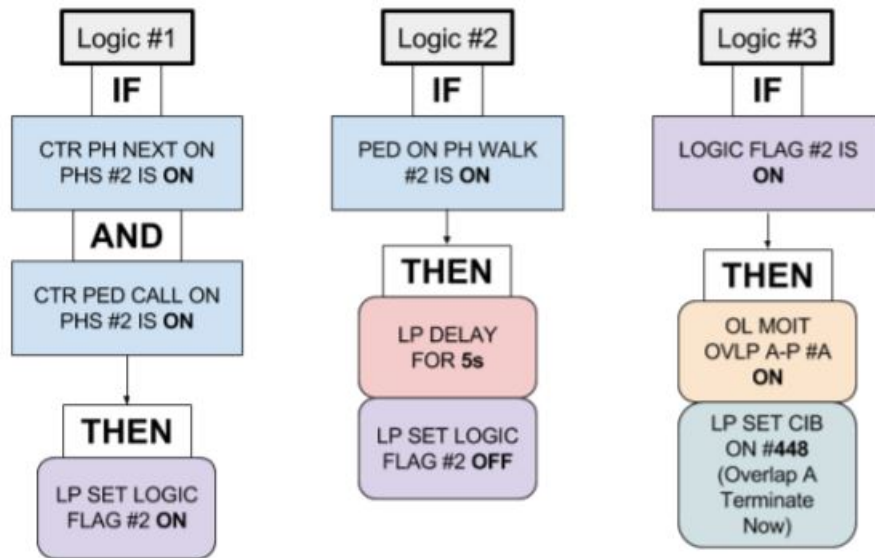 Logic #1
IF
CTR PH NEXT ON
PHS #2 IS ON
AND
CTR PED CALL ON
PHS #2 IS ON
THEN
LP SET LOGIC
FLAG #2 ON
Logic #2
IF
PED ON PH WALK
#2 IS ON
THEN
LP DELAY
FOR 5s
LP SET LOGIC
FLAG #2 OFF
Logic #3
IF
LOGIC FLAG #2 IS
ON
THEN
OL MOIT
OVLP A-P #A
ON
LP SET CIB
ON #448
(Overlap A
Terminate
Now)